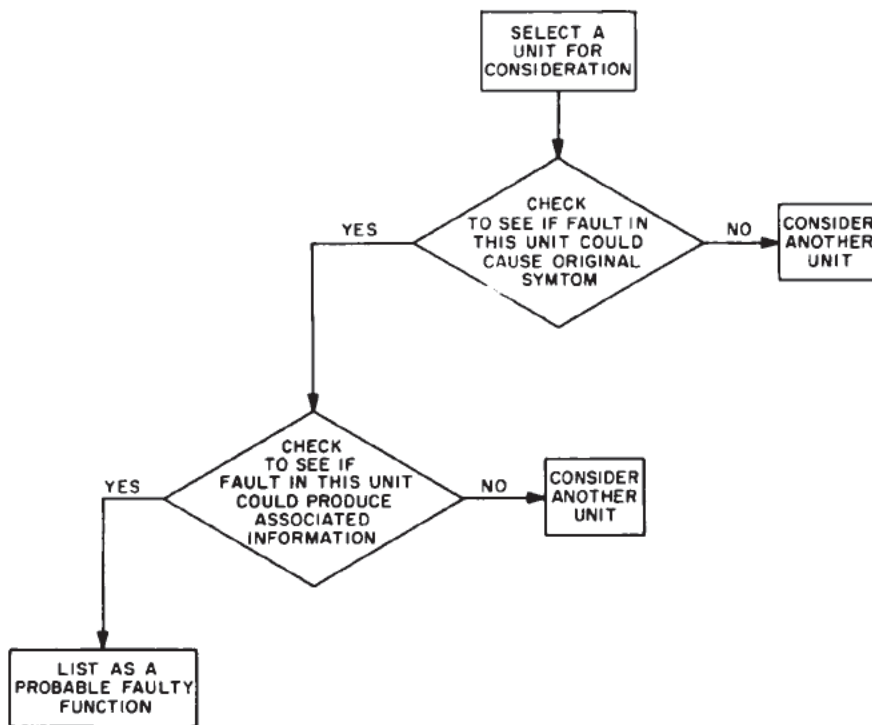 SELECT A
UNIT FOR
CONSIDERATION
CHECK
TO SEE IF FAULT IN
THIS UNIT COULD
CAUSE ORIGINAL
SYMTOM
YES
NO
CONSIDER
ANOTHER
UNIT
CHECK
TO SEE IF
FAULT IN THIS UNIT
COULD PRODUCE
ASSOCIATED
INFORMATION
YES
NO
CONSIDER
ANOTHER
UNIT
LIST AS A
PROBABLE FAULTY
FUNCTION